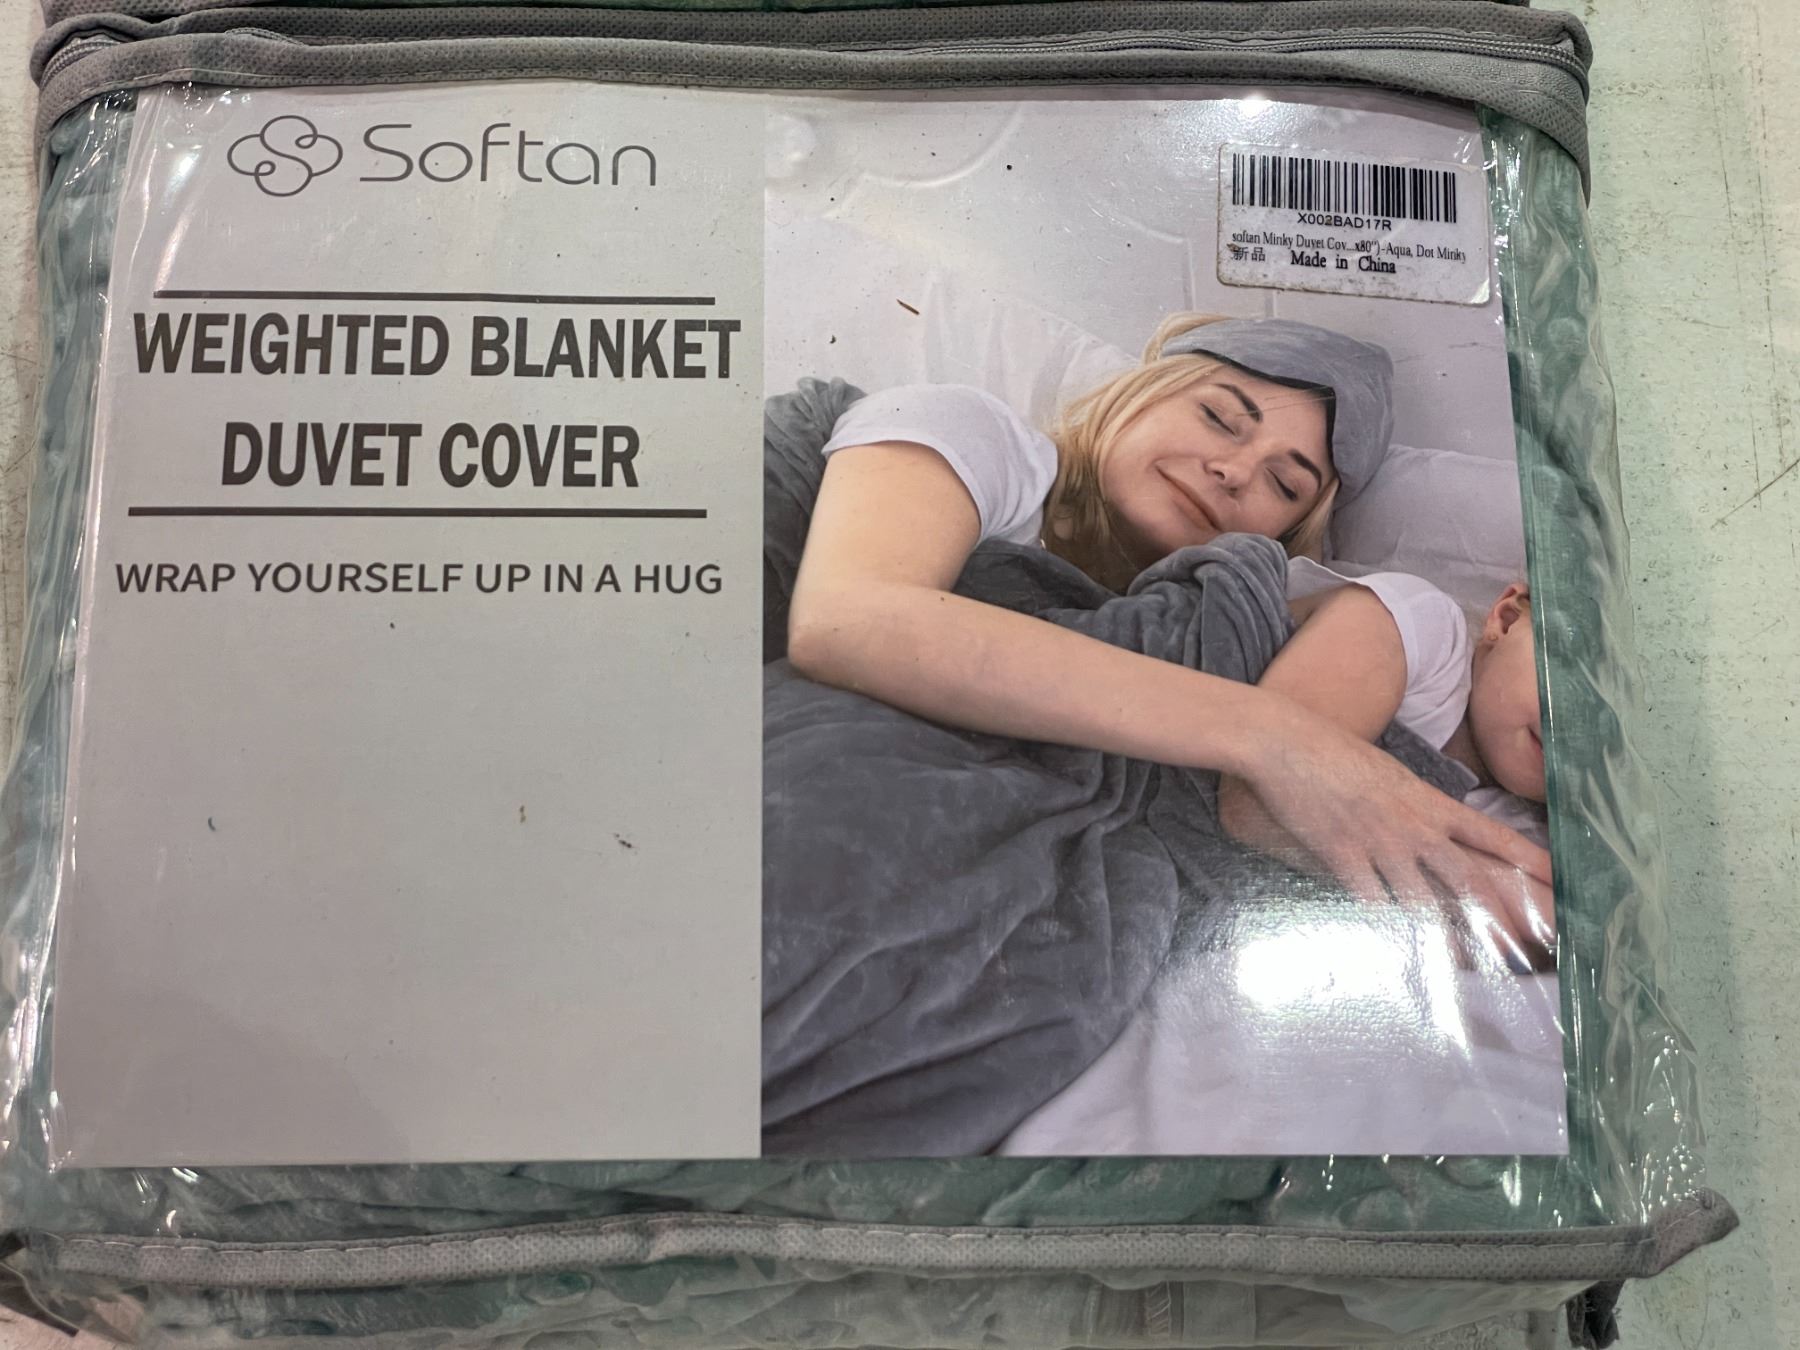 Softan
WEIGHTED BLANKET
DUVET COVER
WRAP YOURSELF UP IN A HUG
X002BAD17R
softan Minky Duvet Cov...x80")-Aqua, Dot Minky
新品 Made in China